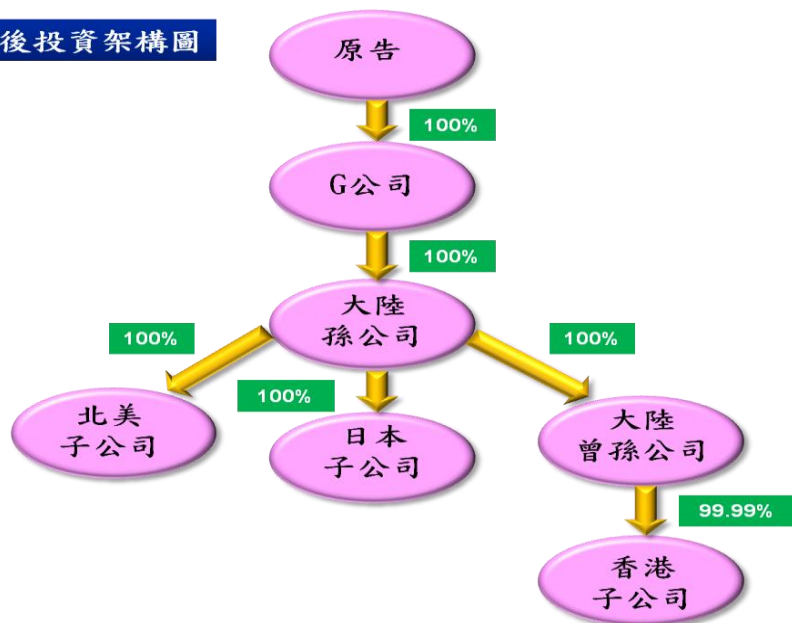 後投資架構圖
原告
100%
G公司
100%
大陸
孫公司
100%
100%
100%
北美
子公司
日本
子公司
大陸
曾孫公司
99.99%
香港
子公司